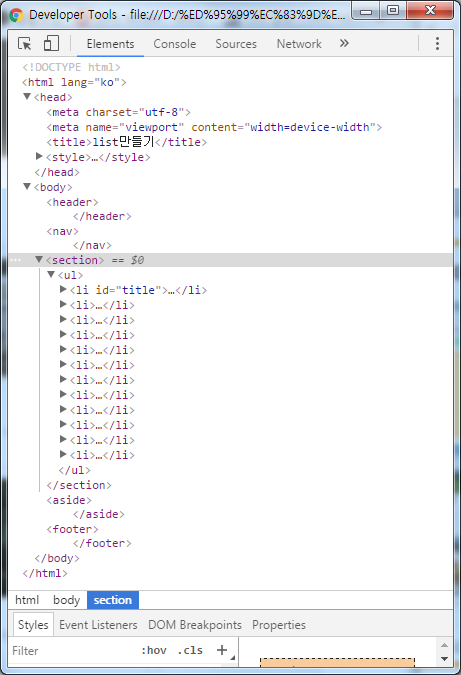 Developer Tools - file:///D:/%ED%95%99%EC%83%9D%E...
Elements Console Sources Network »
<!DOCTYPE html>
<html lang="ko">
▼<head>
<meta charset="utf-8">
<meta name="viewport" content="width=device-width">
<title>list만들기</title>
▶<style>…</style>
</head>
▼<body>
<header>
</header>
<nav>
</nav>
… ▼<section> == $0
▼<ul>
▶<li id="title">…</li>
▶<li>…</li>
▶<li>…</li>
▶<li>…</li>
▶<li>…</li>
▶<li>…</li>
▶<li>…</li>
▶<li>…</li>
▶<li>…</li>
▶<li>…</li>
▶<li>…</li>
▶<li>…</li>
</ul>
</section>
<aside>
</aside>
<footer>
</footer>
</body>
</html>
html body section
Styles Event Listeners DOM Breakpoints Properties
Filter :hov .cls +